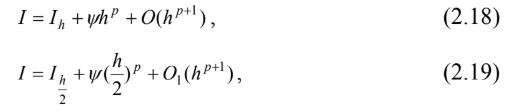 I = I_h + ψh^p + O(h^{p+1}), (2.18)
I = I_{h/2} + ψ(h/2)^p + O_1(h^{p+1}), (2.19)